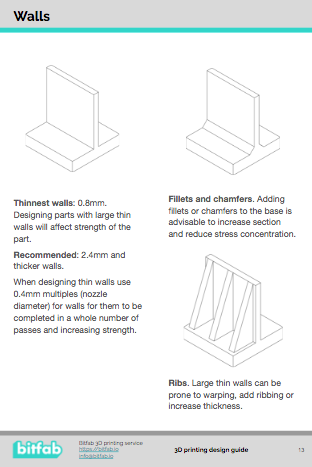 Walls
Thinnest walls: 0.8mm.
Designing parts with large thin
walls will affect strength of the
part.
Recommended: 2.4mm and
thicker walls.
When designing thin walls use
0.4mm multiples (nozzle
diameter) for walls for them to be
completed in a whole number of
passes and increasing strength.
Fillets and chamfers. Adding
fillets or chamfers to the base is
advisable to increase section
and reduce stress concentration.
Ribs. Large thin walls can be
prone to warping, add ribbing or
increase thickness.
bitfab
Bitfab 3D printing service
https://bitfab.io
info@bitfab.io
3D printing design guide
13